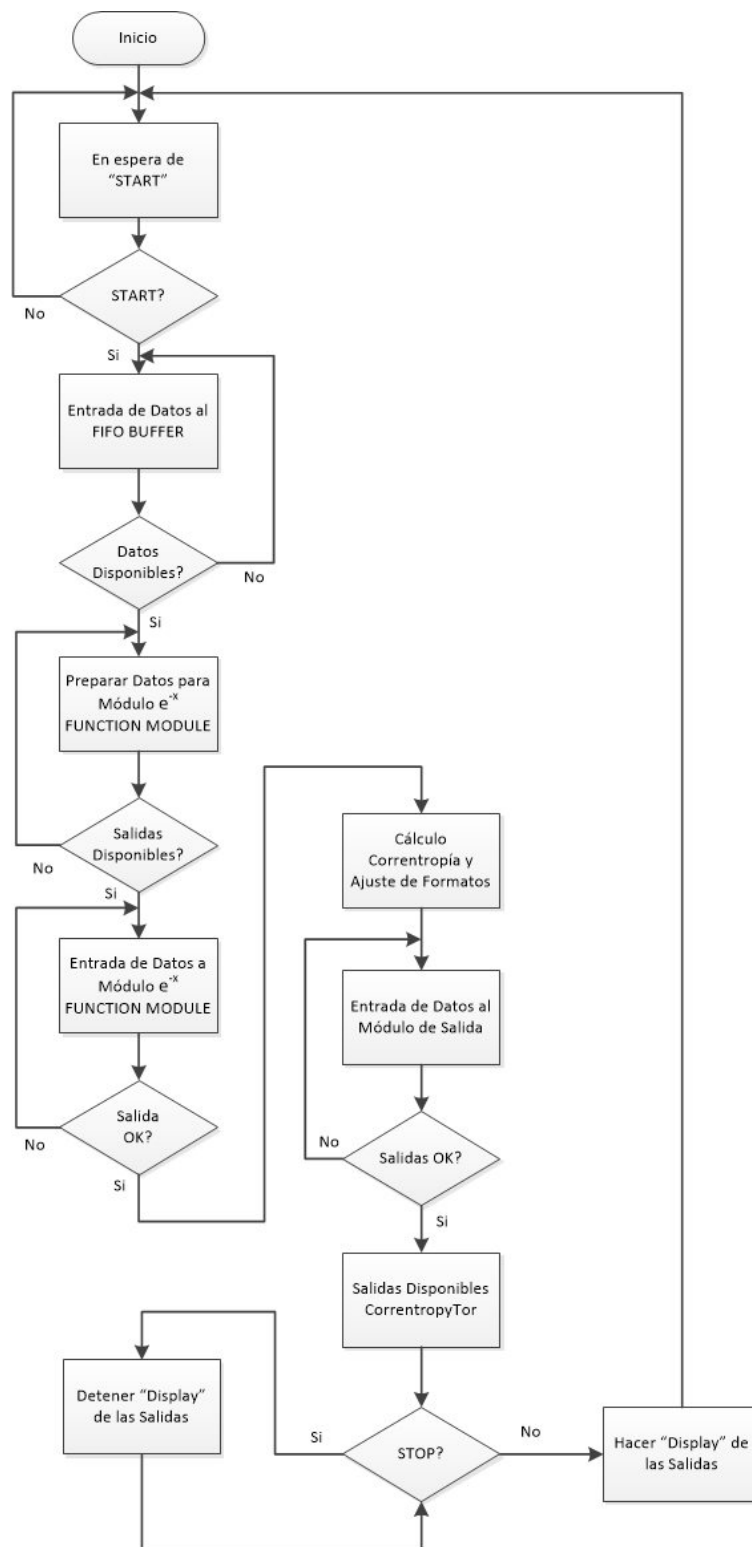 Inicio
En espera de
“START”
START?
No
Si
Entrada de Datos al
FIFO BUFFER
Datos
Disponibles?
No
Si
Preparar Datos para
Módulo e^-x
FUNCTION MODULE
Salidas
Disponibles?
No
Si
Entrada de Datos a
Módulo e^-x
FUNCTION MODULE
Salida
OK?
No
Si
Cálculo
Correntropía y
Ajuste de Formatos
Entrada de Datos al
Módulo de Salida
Salidas OK?
No
Si
Salidas Disponibles
CorrentropyTor
STOP?
Si
No
Detener “Display”
de las Salidas
Hacer “Display” de
las Salidas